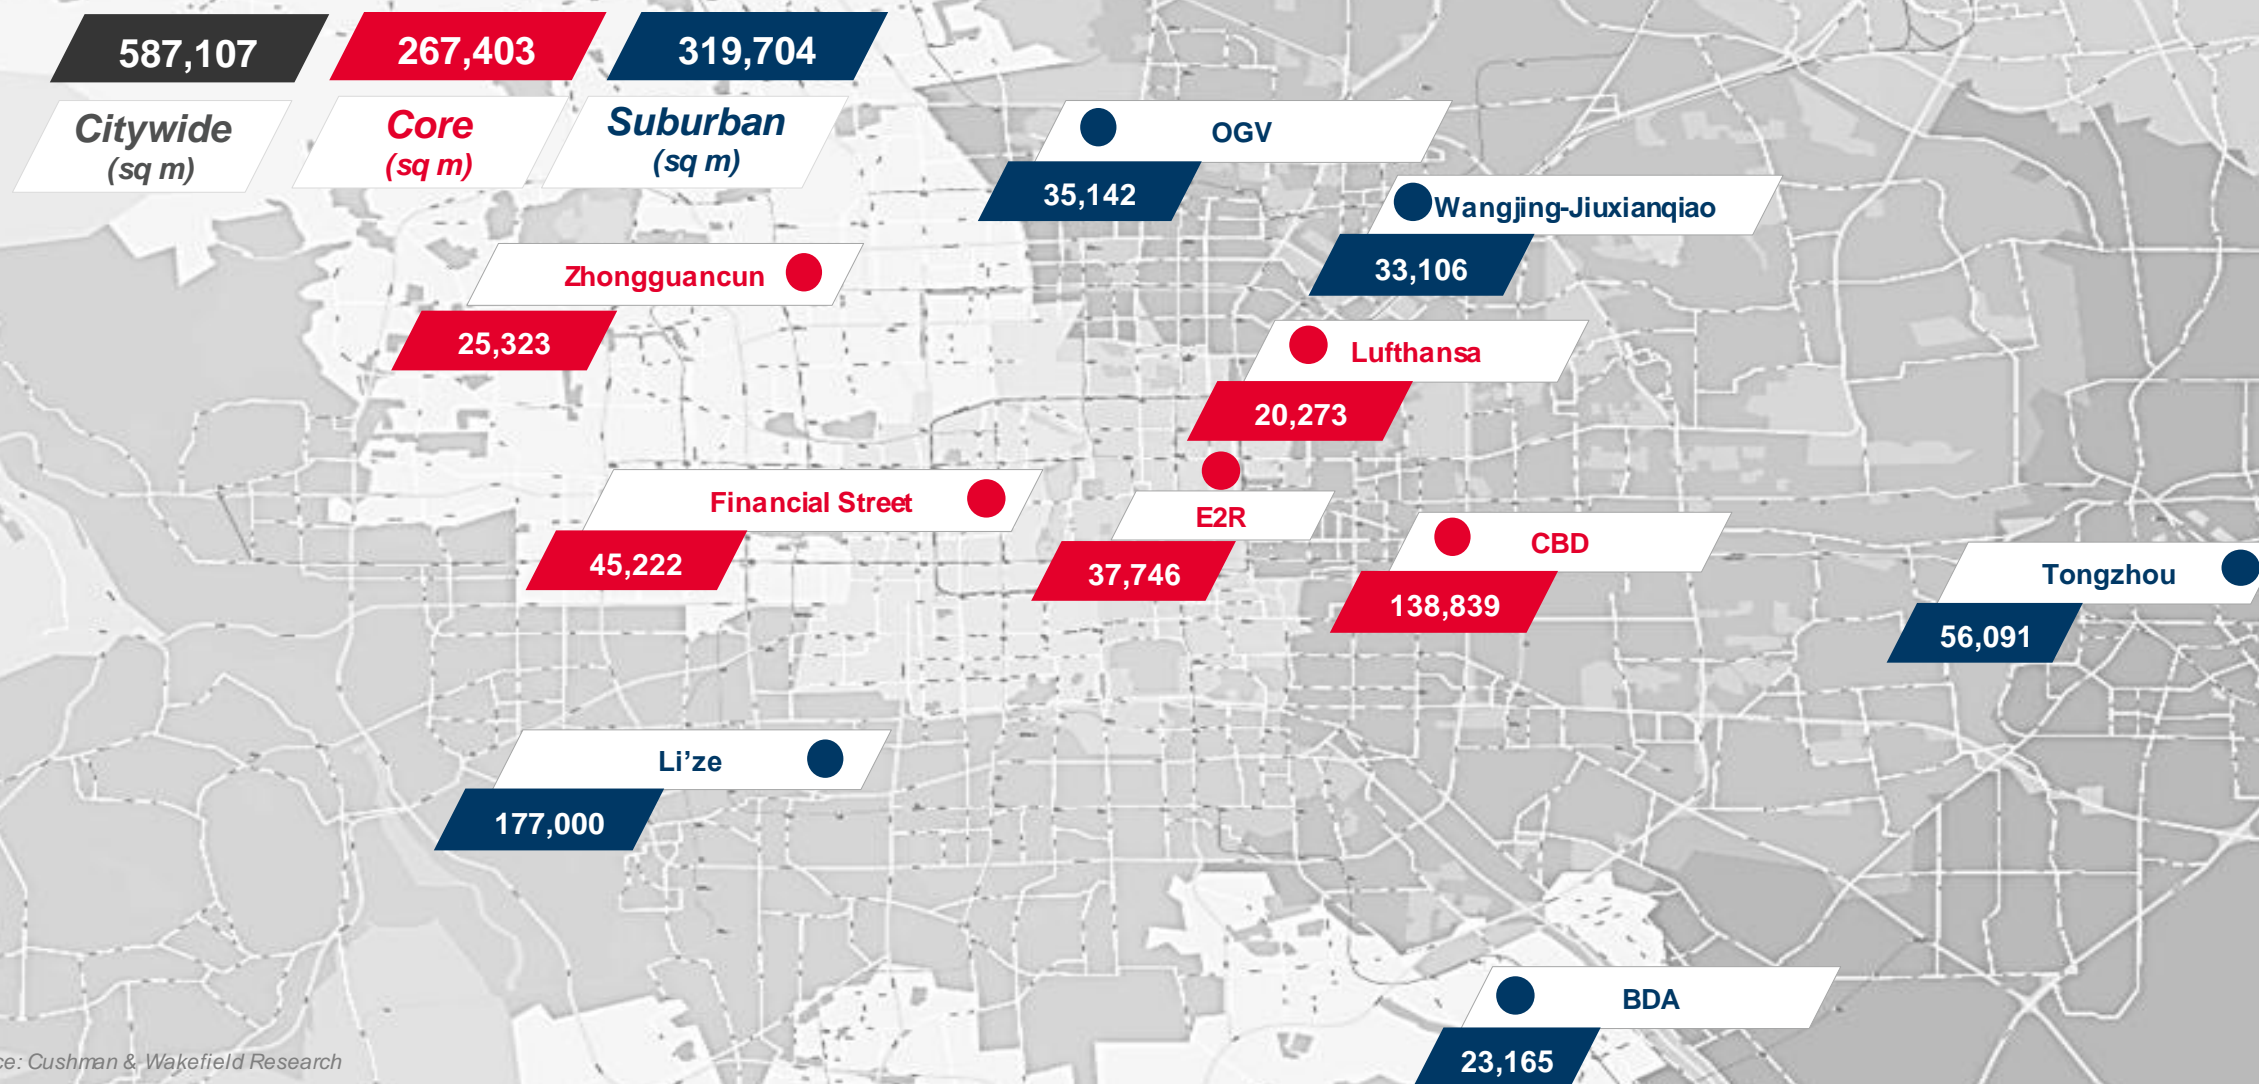 587,107
267,403
319,704
Citywide
(sq m)
Core
(sq m)
Suburban
(sq m)
OGV
35,142
Wangjing-Jiuxianqiao
33,106
Zhongguancun
25,323
Lufthansa
20,273
Financial Street
45,222
E2R
37,746
CBD
138,839
Tongzhou
56,091
Li’ze
177,000
BDA
23,165
ce: Cushman & Wakefield Research